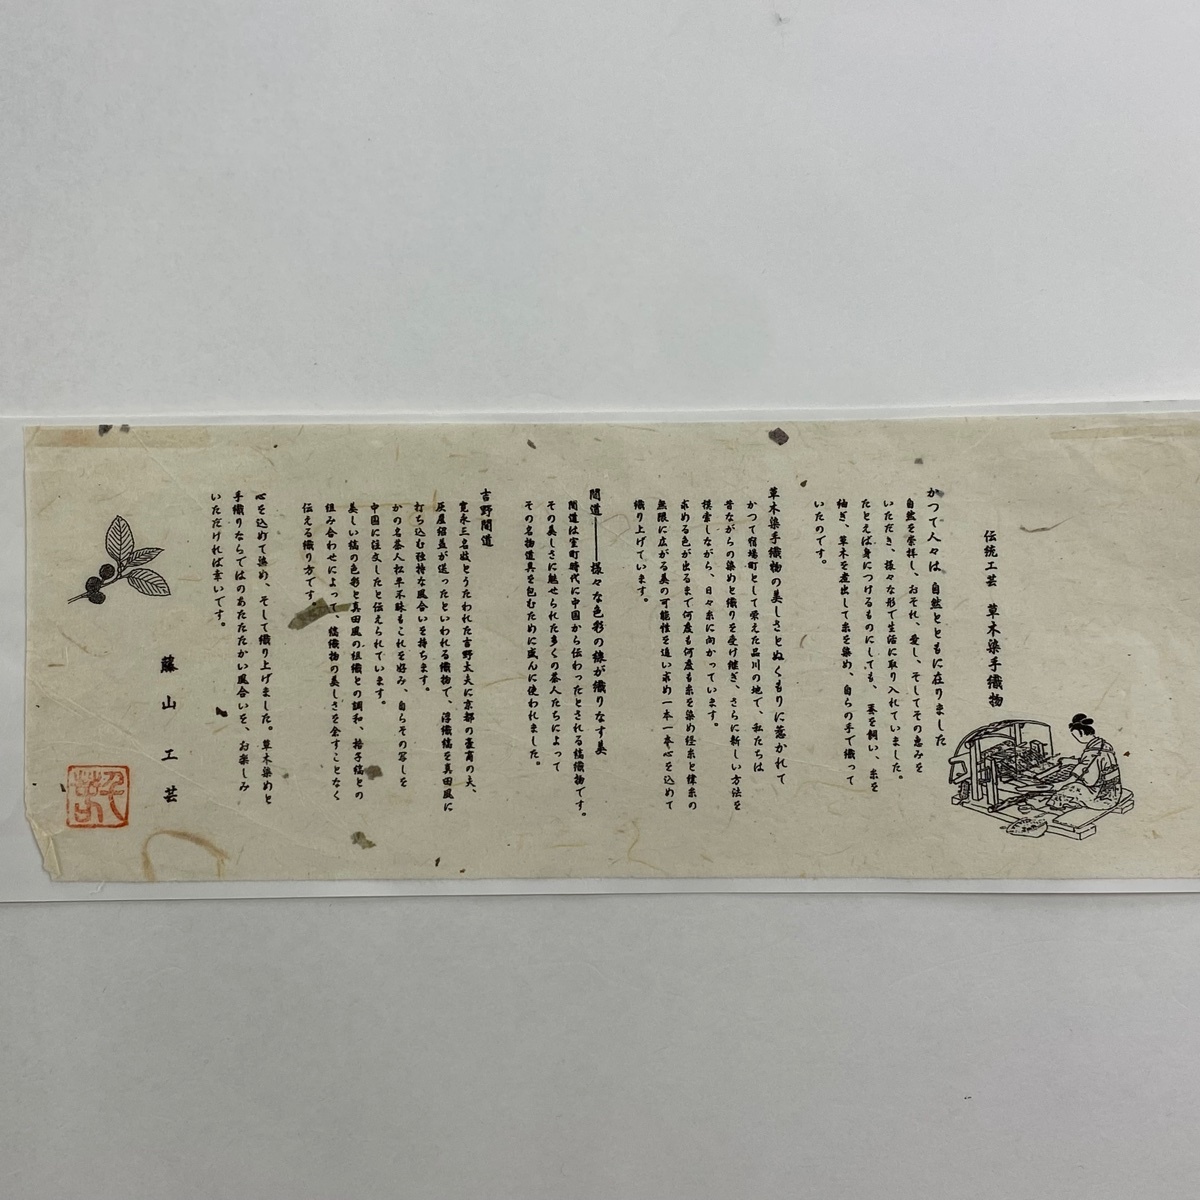 伝統工芸 草木染手織物
かつて人々は、自然とともに在りました
自然を崇拝し、おそれ、愛し、そしてその恵みを
いただき、様々な形で生活に取り入れていました。
たとえば身につけるものにしても、蚕を飼い、糸を
紬ぎ、草木を煮出して糸を染め、自らの手で織って
いたのです。
草木染手織物の美しさとぬくもりに惹かれて
かつて宿場町として栄えた品川の地で、私たちは
昔ながらの染めと織りを受け継ぎ、さらに新しい方法を
模索しながら、日々糸に向かっています。
求める色が出るまで何度も何度も糸を染め経糸と緯糸の
無限に広がる美の可能性を追い求め一本一本心を込めて
織り上げています。
間道――様々な色彩の線が織りなす美
間道は室町時代に中国から伝わったとされる縞織物です。
その美しさに魅せられた多くの茶人たちによって
その名物道具を包むために盛んに使われました。
吉野間道
寛永三名妓とうたわれた吉野太夫に京都の豪商の夫、
灰屋紹益が送ったといわれる織物で、浮織縞を真田風に
打ち込む独特な風合いを持ちます。
かの名茶人松平不昧もこれを好み、自らその写しを
中国に注文したと伝えられています。
美しい縞の色彩と真田風の組織との調和、格子縞との
組み合わせによって、縞織物の美しさを余すことなく
伝える織り方です。
心を込めて染め、そして織り上げました。草木染めと
手織りならではのあたたかい風合いを、お楽しみ
いただければ幸いです。
藤山工芸